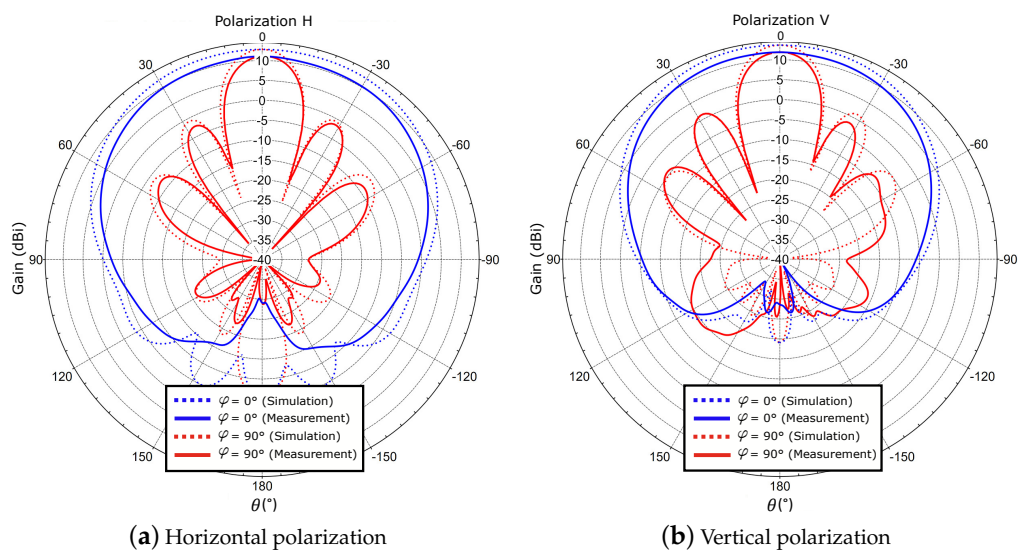 Polarization H
0
30
-30
60
-60
90
-90
120
-120
150
-150
180
10
5
0
-5
-10
-15
-20
-25
-30
-35
-40
Gain (dBi)
θ(°)
φ = 0° (Simulation)
φ = 0° (Measurement)
φ = 90° (Simulation)
φ = 90° (Measurement)
(a) Horizontal polarization
Polarization V
0
30
-30
60
-60
90
-90
120
-120
150
-150
180
10
5
0
-5
-10
-15
-20
-25
-30
-35
-40
Gain (dBi)
θ(°)
φ = 0° (Simulation)
φ = 0° (Measurement)
φ = 90° (Simulation)
φ = 90° (Measurement)
(b) Vertical polarization